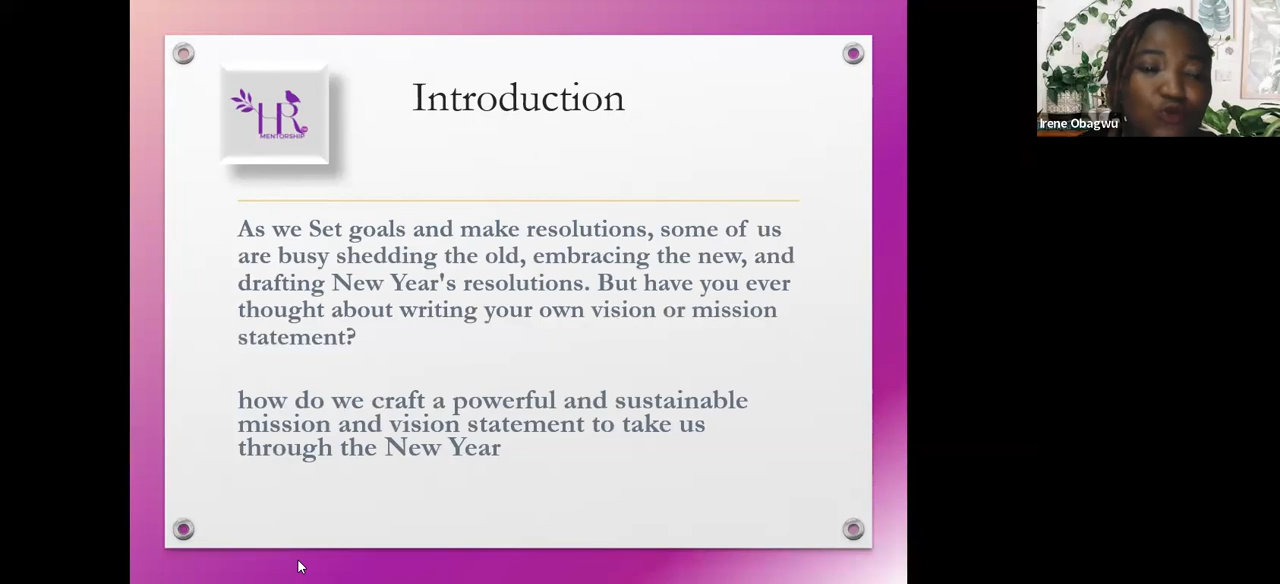 Introduction
HR
MENTORSHIP
As we Set goals and make resolutions, some of us
are busy shedding the old, embracing the new, and
drafting New Year's resolutions. But have you ever
thought about writing your own vision or mission
statement?
how do we craft a powerful and sustainable
mission and vision statement to take us
through the New Year
Irene Obagwu